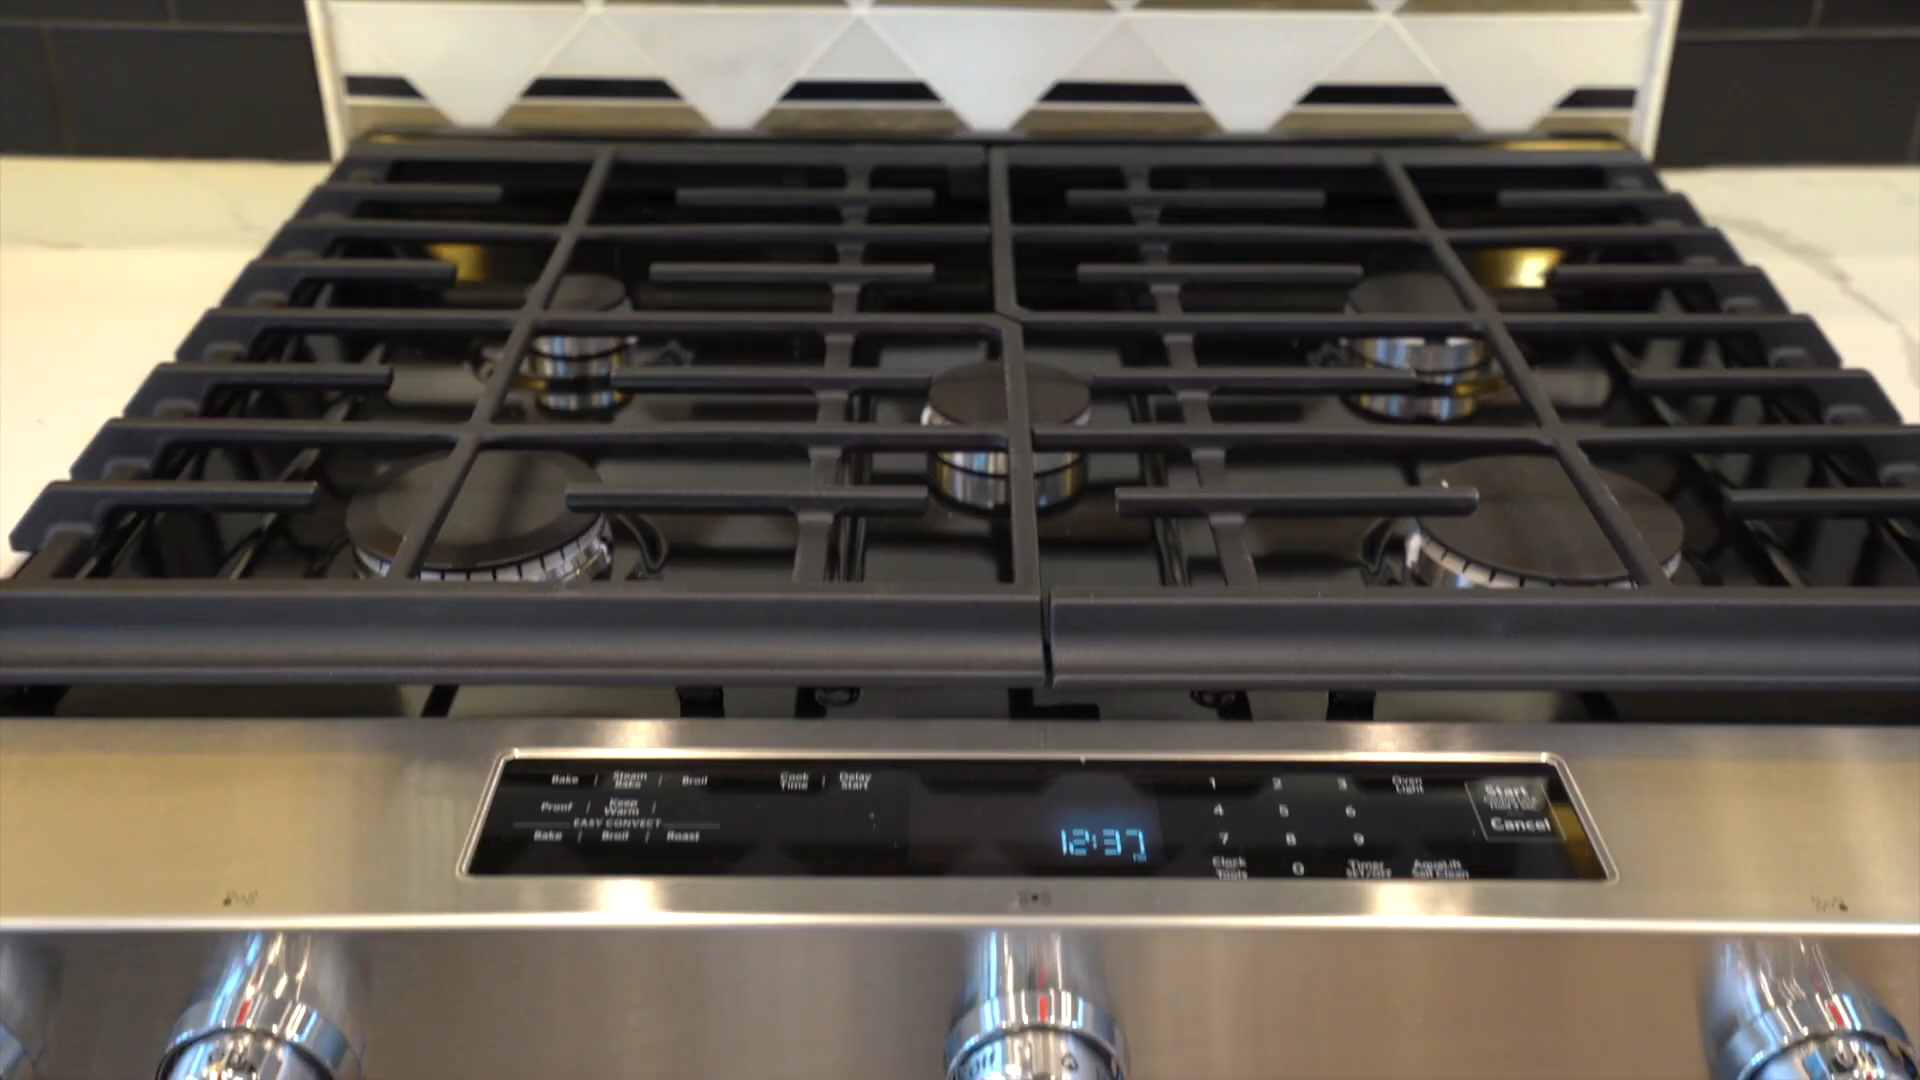 Bake | Steam Bake | Broil
Cook Time | Delay Start
Proof | Keep Warm |
EASY CONVECT
Bake | Broil | Roast
12:37
1 2 3
4 5 6
7 8 9
0
Oven Light
Clock
Tools
Timer
SET/OFF
AquaLift
Self Clean
Start
Cancel